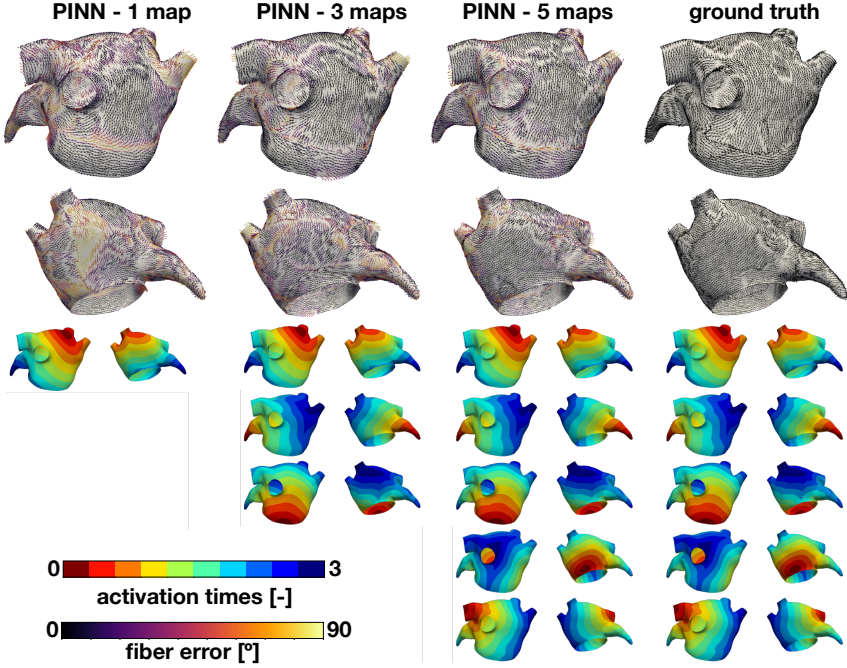 PINN - 1 map
PINN - 3 maps
PINN - 5 maps
ground truth
0
3
activation times [-]
0
90
fiber error [º]